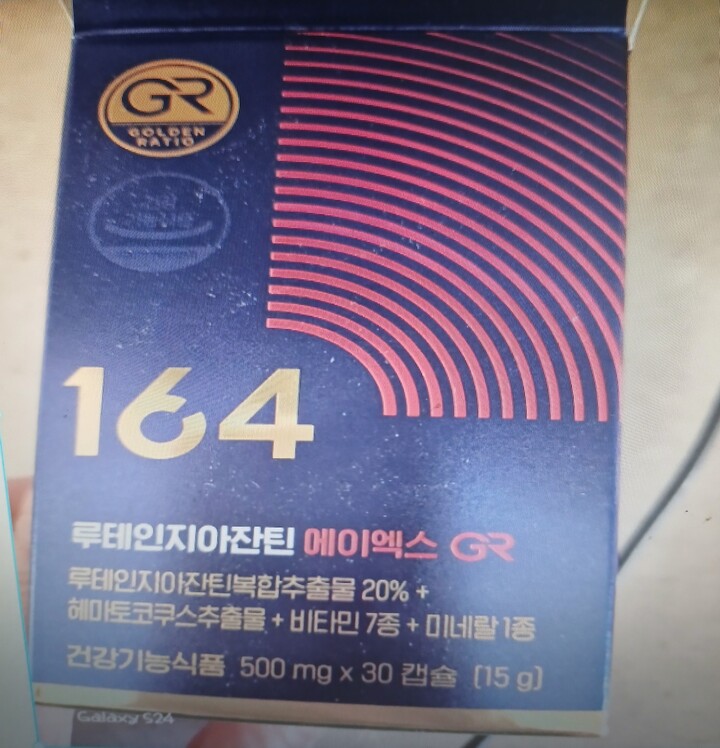 GR
GOLDEN
RATIO
164
루테인지아잔틴 에이엑스 GR
루테인지아잔틴복합추출물 20% +
헤마토코쿠스추출물 + 비타민 7종 + 미네랄 1종
건강기능식품 500 mg x 30 캡슐 (15 g)
Galaxy S24